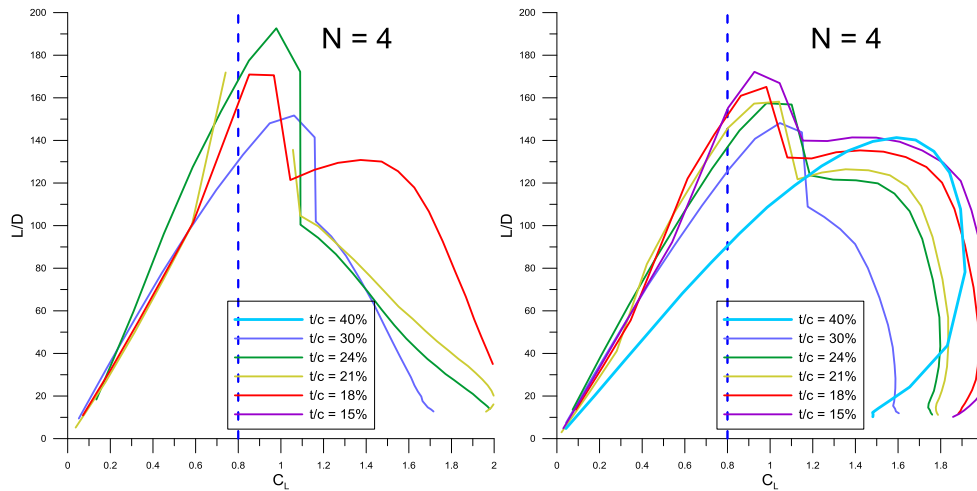 N = 4
L/D
200
180
160
140
120
100
80
60
40
20
0
t/c = 40%
t/c = 30%
t/c = 24%
t/c = 21%
t/c = 18%
t/c = 15%
0 0.2 0.4 0.6 0.8 1 1.2 1.4 1.6 1.8 2
CL
N = 4
L/D
200
180
160
140
120
100
80
60
40
20
0
t/c = 40%
t/c = 30%
t/c = 24%
t/c = 21%
t/c = 18%
t/c = 15%
0 0.2 0.4 0.6 0.8 1 1.2 1.4 1.6 1.8
CL